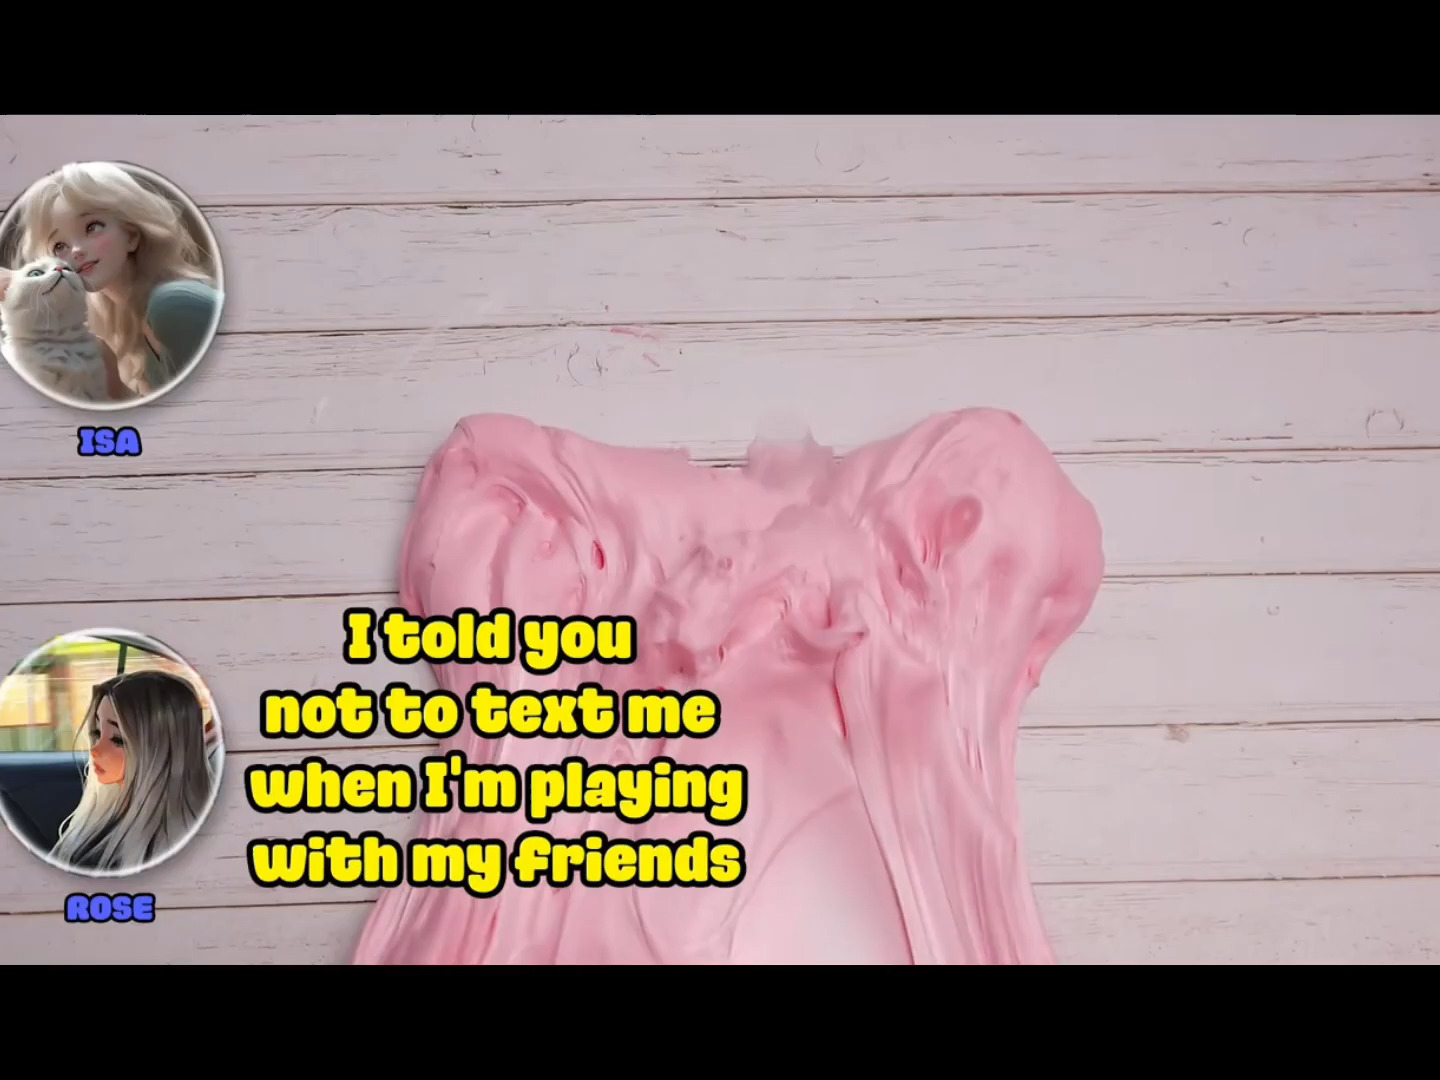 ISA
I told you
not to text me
when I'm playing
with my friends
ROSE